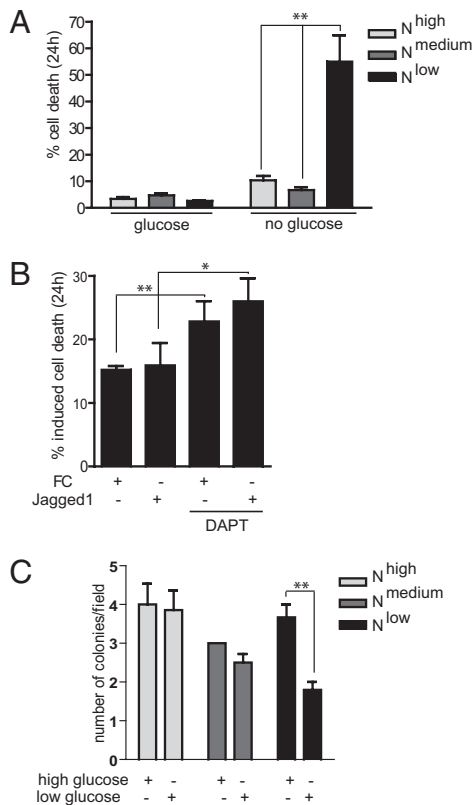 A
% cell death (24h)
70
60
50
40
30
20
10
0
**
N high
N medium
N low
glucose
no glucose
B
% induced cell death (24h)
30
20
10
0
**
*
FC + - + -
Jagged1 - + - +
DAPT
C
number of colonies/field
5
4
3
2
1
0
**
N high
N medium
N low
high glucose + - + - + -
low glucose - + - + - +